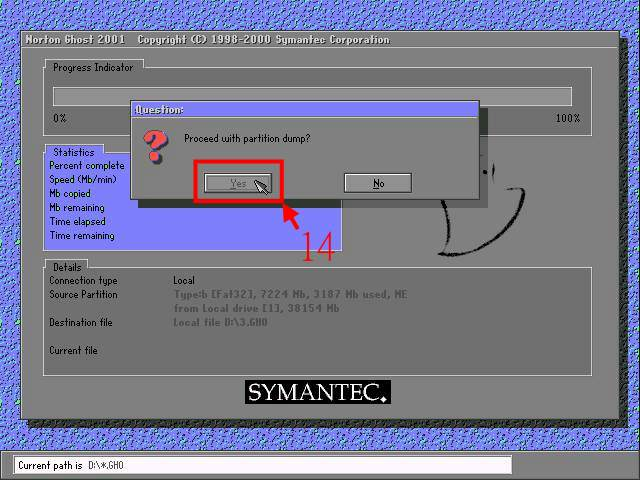 Norton Ghost 2001 Copyright (C) 1998-2000 Symantec Corporation
Progress Indicator
0% 100%
Question:
Proceed with partition dump?
Yes No
14
Statistics
Percent complete
Speed (Mb/min)
Mb copied
Mb remaining
Time elapsed
Time remaining
Details
Connection type Local
Source Partition Type:b [Fat32], 7224 Mb, 3187 Mb used, ME
from Local drive [1], 38154 Mb
Destination file Local file D:\3.GHO
Current file
SYMANTEC.
Current path is D:\*.GHO